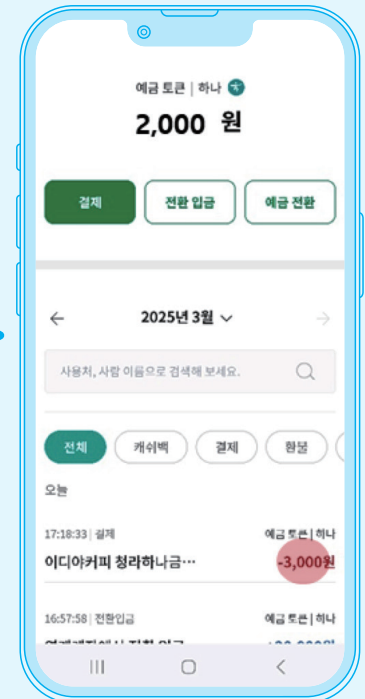 예금 토큰 | 하나
2,000 원
결제 전환 입금 예금 전환
2025년 3월
사용처, 사람 이름으로 검색해 보세요.
전체 캐쉬백 결제 환불
오늘
17:18:33 | 결제 예금 토큰 | 하나
이디야커피 청라하나금… -3,000원
16:57:58 | 전환입금 예금 토큰 | 하나